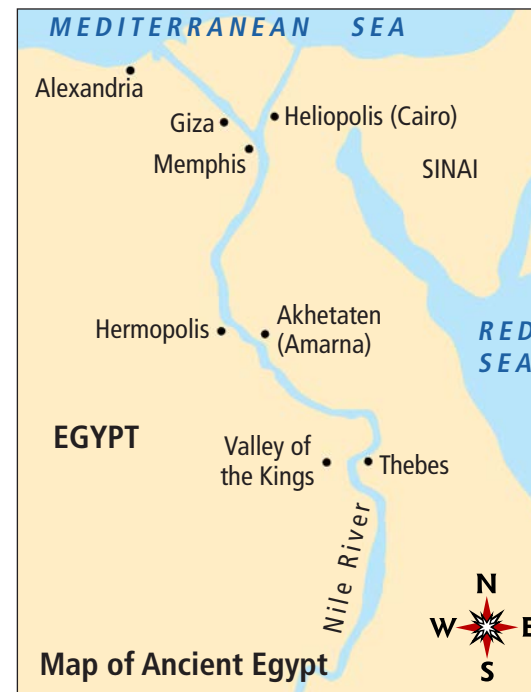 MEDITERRANEAN SEA
Alexandria
Giza
Heliopolis (Cairo)
Memphis
SINAI
Hermopolis
Akhetaten
(Amarna)
RED
SEA
EGYPT
Valley of
the Kings
Thebes
Nile River
N
W
E
S
Map of Ancient Egypt